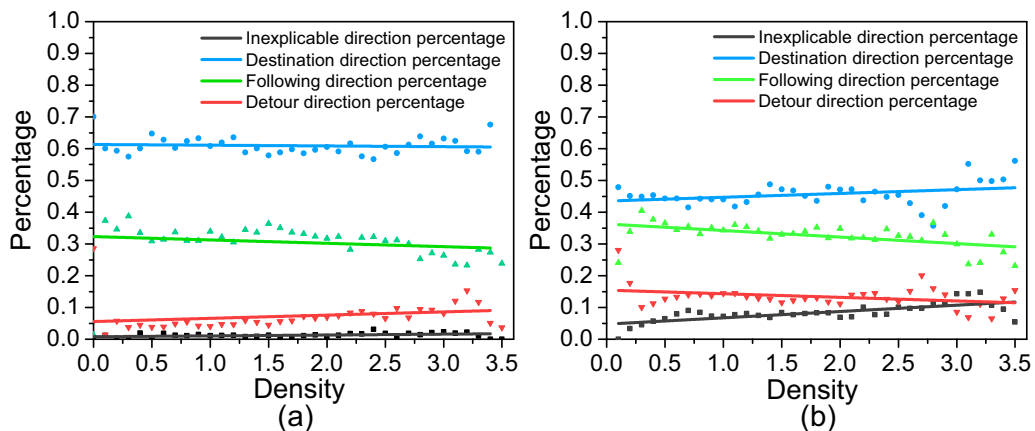 1.0
0.9
0.8
0.7
0.6
0.5
0.4
0.3
0.2
0.1
0.0
Percentage
Inexplicable direction percentage
Destination direction percentage
Following direction percentage
Detour direction percentage
0.0 0.5 1.0 1.5 2.0 2.5 3.0 3.5
Density
(a)
1.0
0.9
0.8
0.7
0.6
0.5
0.4
0.3
0.2
0.1
0.0
Percentage
Inexplicable direction percentage
Destination direction percentage
Following direction percentage
Detour direction percentage
0.0 0.5 1.0 1.5 2.0 2.5 3.0 3.5
Density
(b)